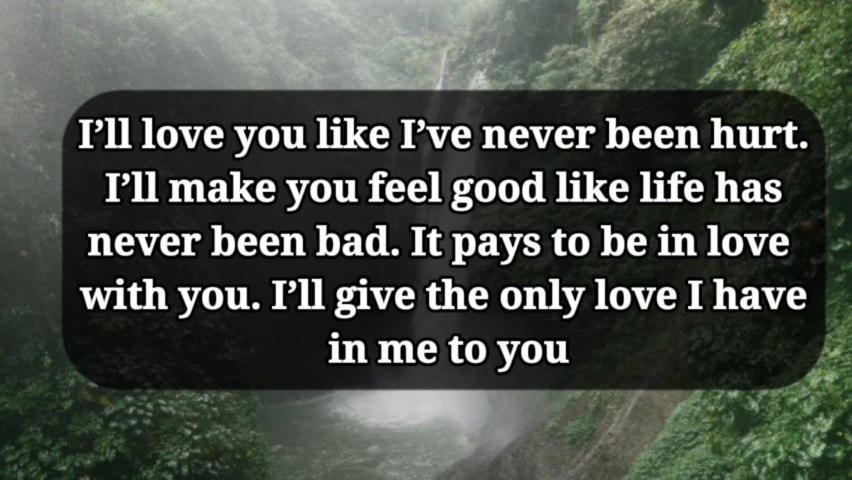 I’ll love you like I’ve never been hurt.
I’ll make you feel good like life has
never been bad. It pays to be in love
with you. I’ll give the only love I have
in me to you